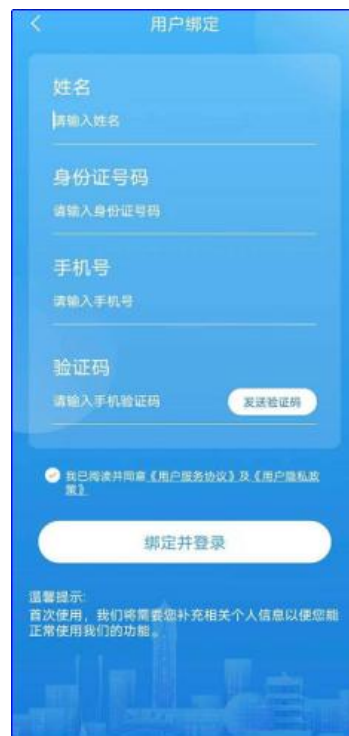 用户绑定
姓名
请输入姓名
身份证号码
请输入身份证号码
手机号
请输入手机号
验证码
请输入手机验证码
发送验证码
我已阅读并同意《用户服务协议》及《用户隐私政
策》
绑定并登录
温馨提示:
首次使用，我们将需要您补充相关个人信息以便您能
正常使用我们的功能。